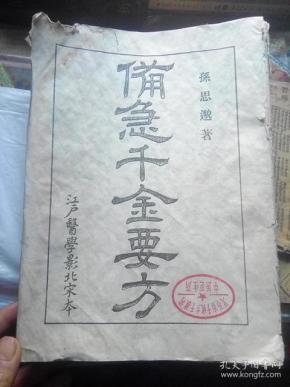 孫思邈著
備急千金要方
江戶醫學影北宋本
孔夫子旧书网